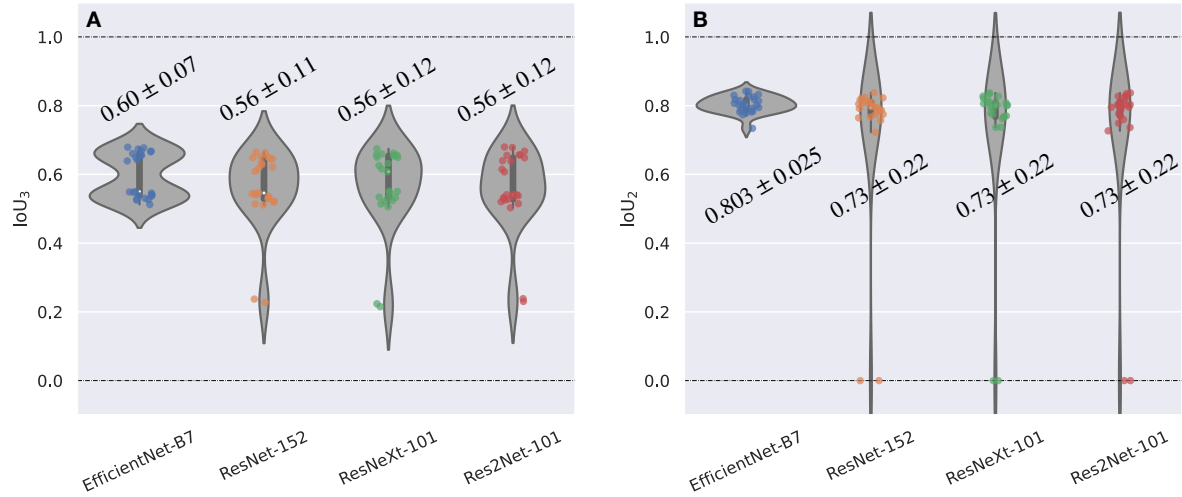 A
IoU3
1.0
0.8
0.6
0.4
0.2
0.0
0.60 ± 0.07
0.56 ± 0.11
0.56 ± 0.12
0.56 ± 0.12
EfficientNet-B7
ResNet-152
ResNeXt-101
Res2Net-101
B
IoU2
1.0
0.8
0.6
0.4
0.2
0.0
0.803 ± 0.025
0.73 ± 0.22
0.73 ± 0.22
0.73 ± 0.22
EfficientNet-B7
ResNet-152
ResNeXt-101
Res2Net-101